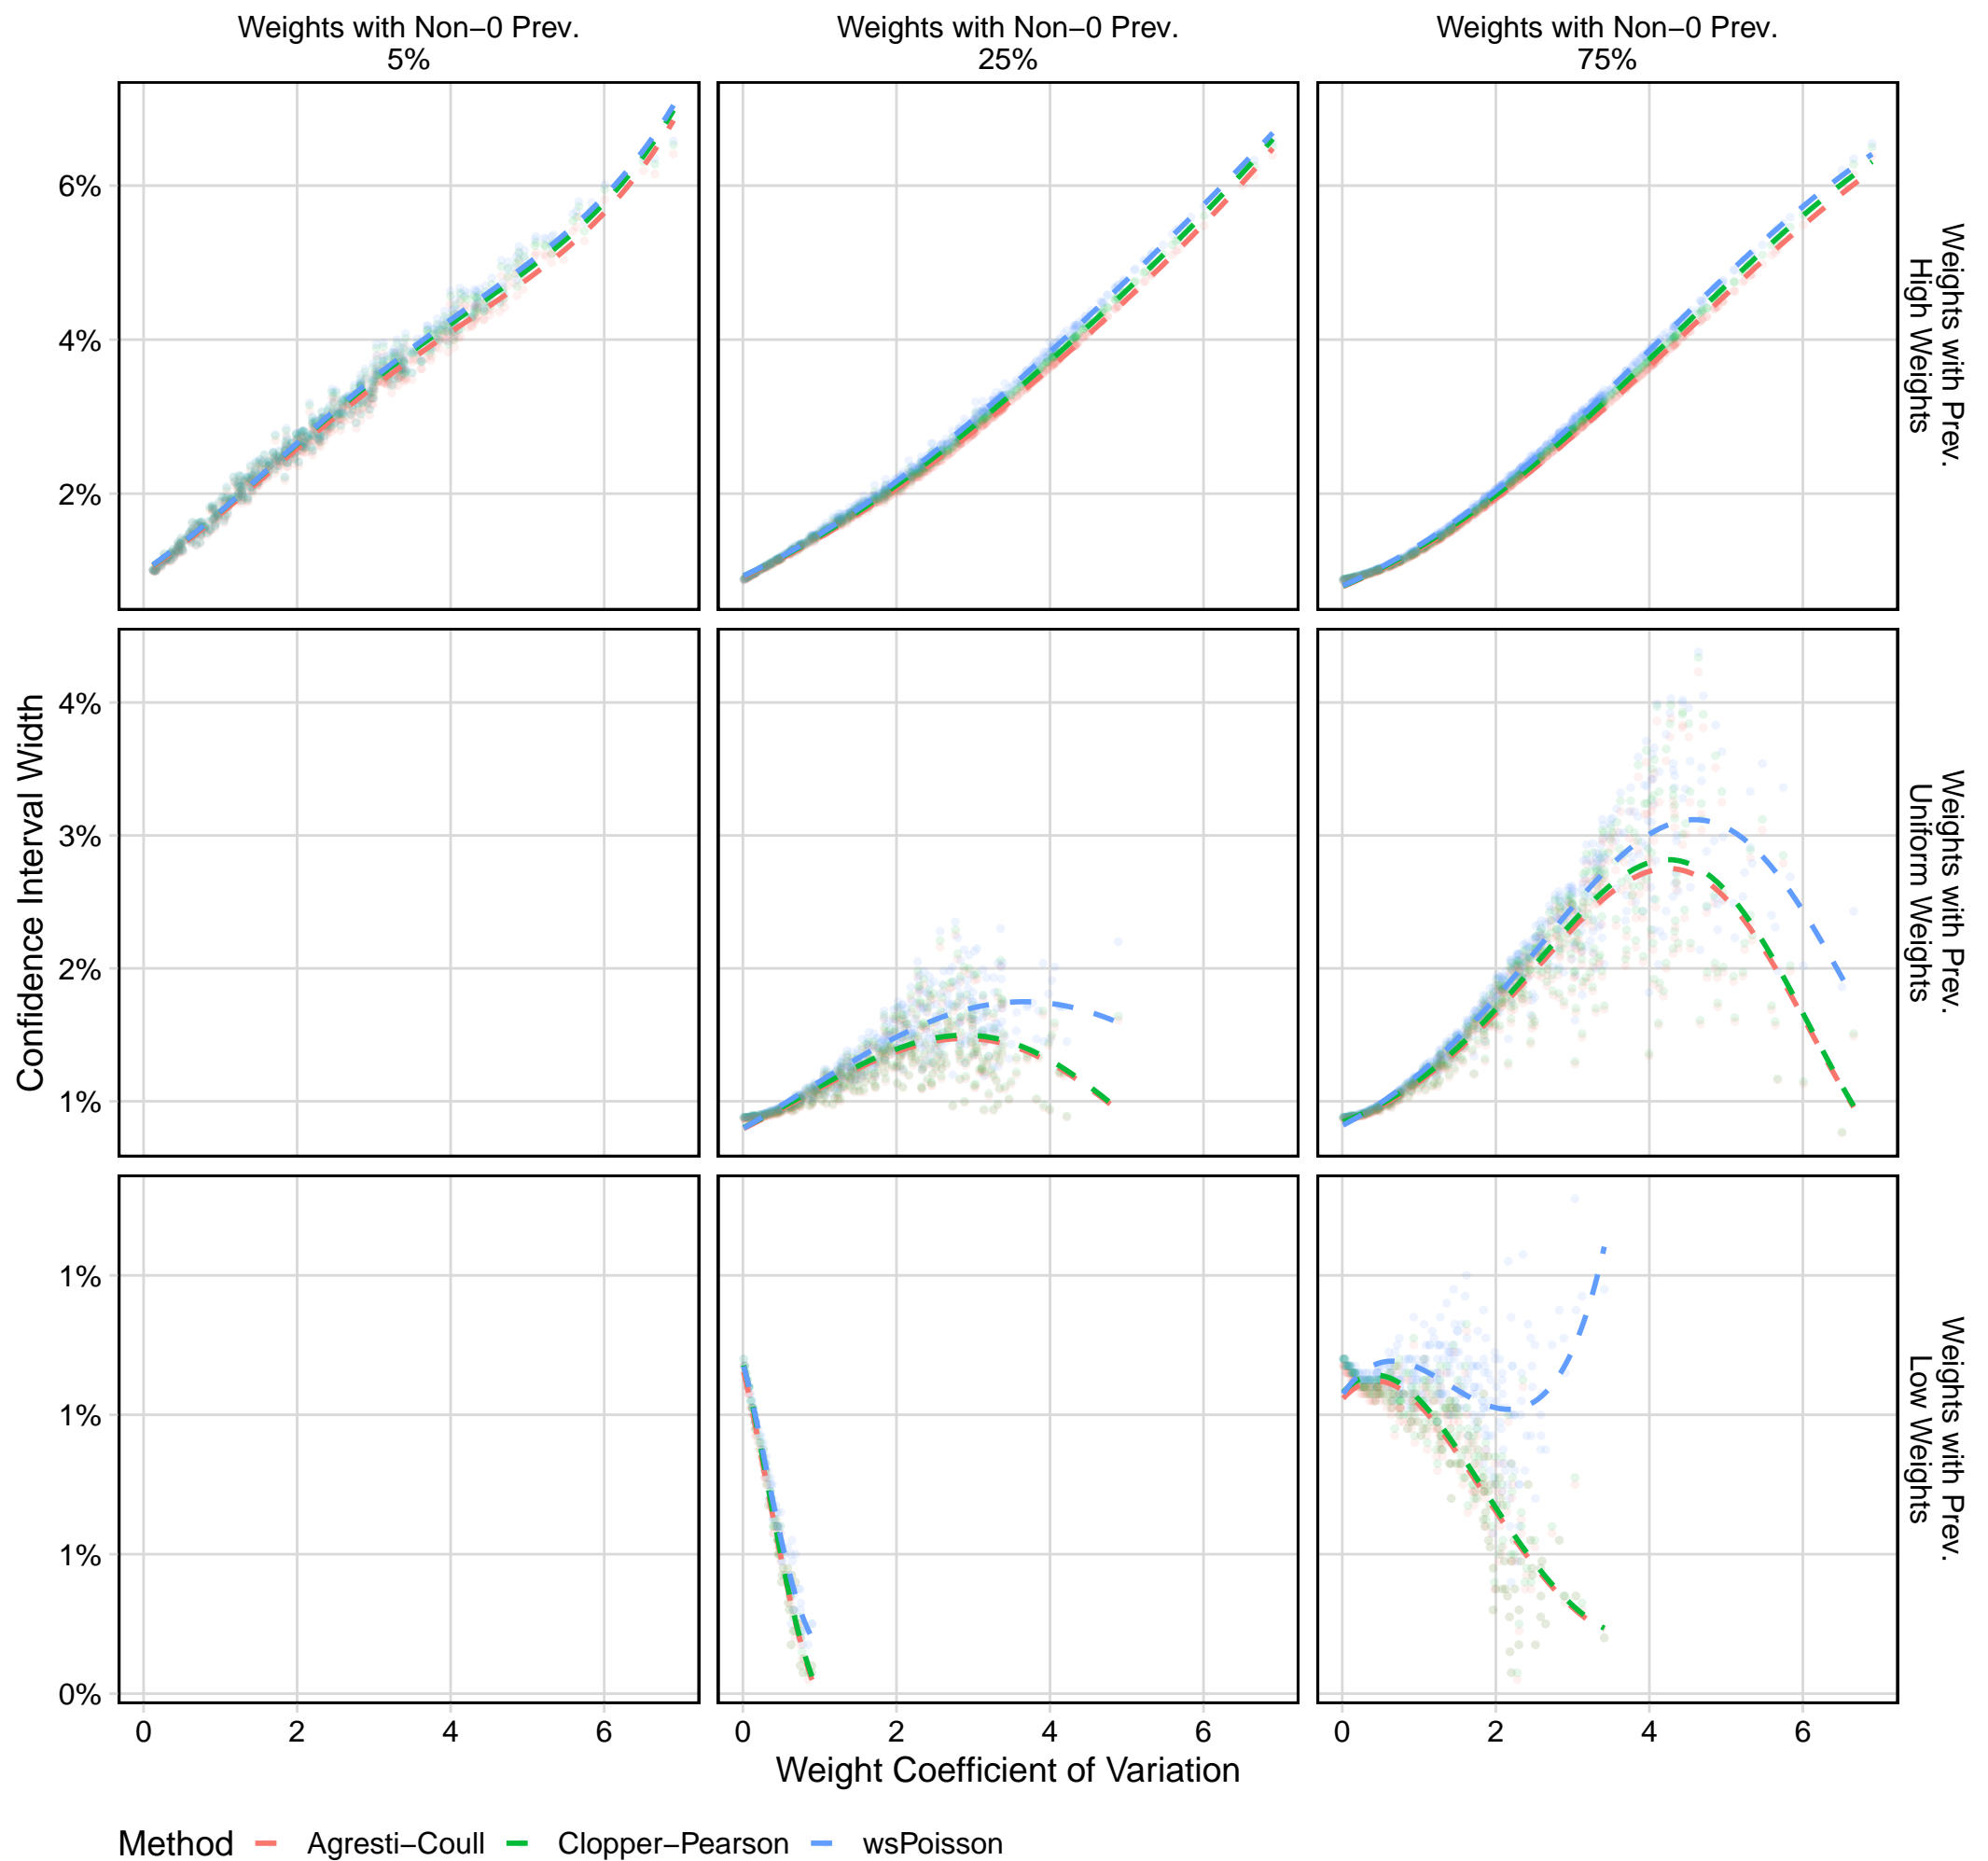 Weights with Non−0 Prev.
5%
Weights with Non−0 Prev.
25%
Weights with Non−0 Prev.
75%
6%
4%
2%
Weights with Prev.
High Weights
Confidence Interval Width
4%
3%
2%
1%
Weights with Prev.
Uniform Weights
1%
1%
1%
0%
Weights with Prev.
Low Weights
0 2 4 6
0 2 4 6
0 2 4 6
Weight Coefficient of Variation
Method Agresti−Coull Clopper−Pearson wsPoisson